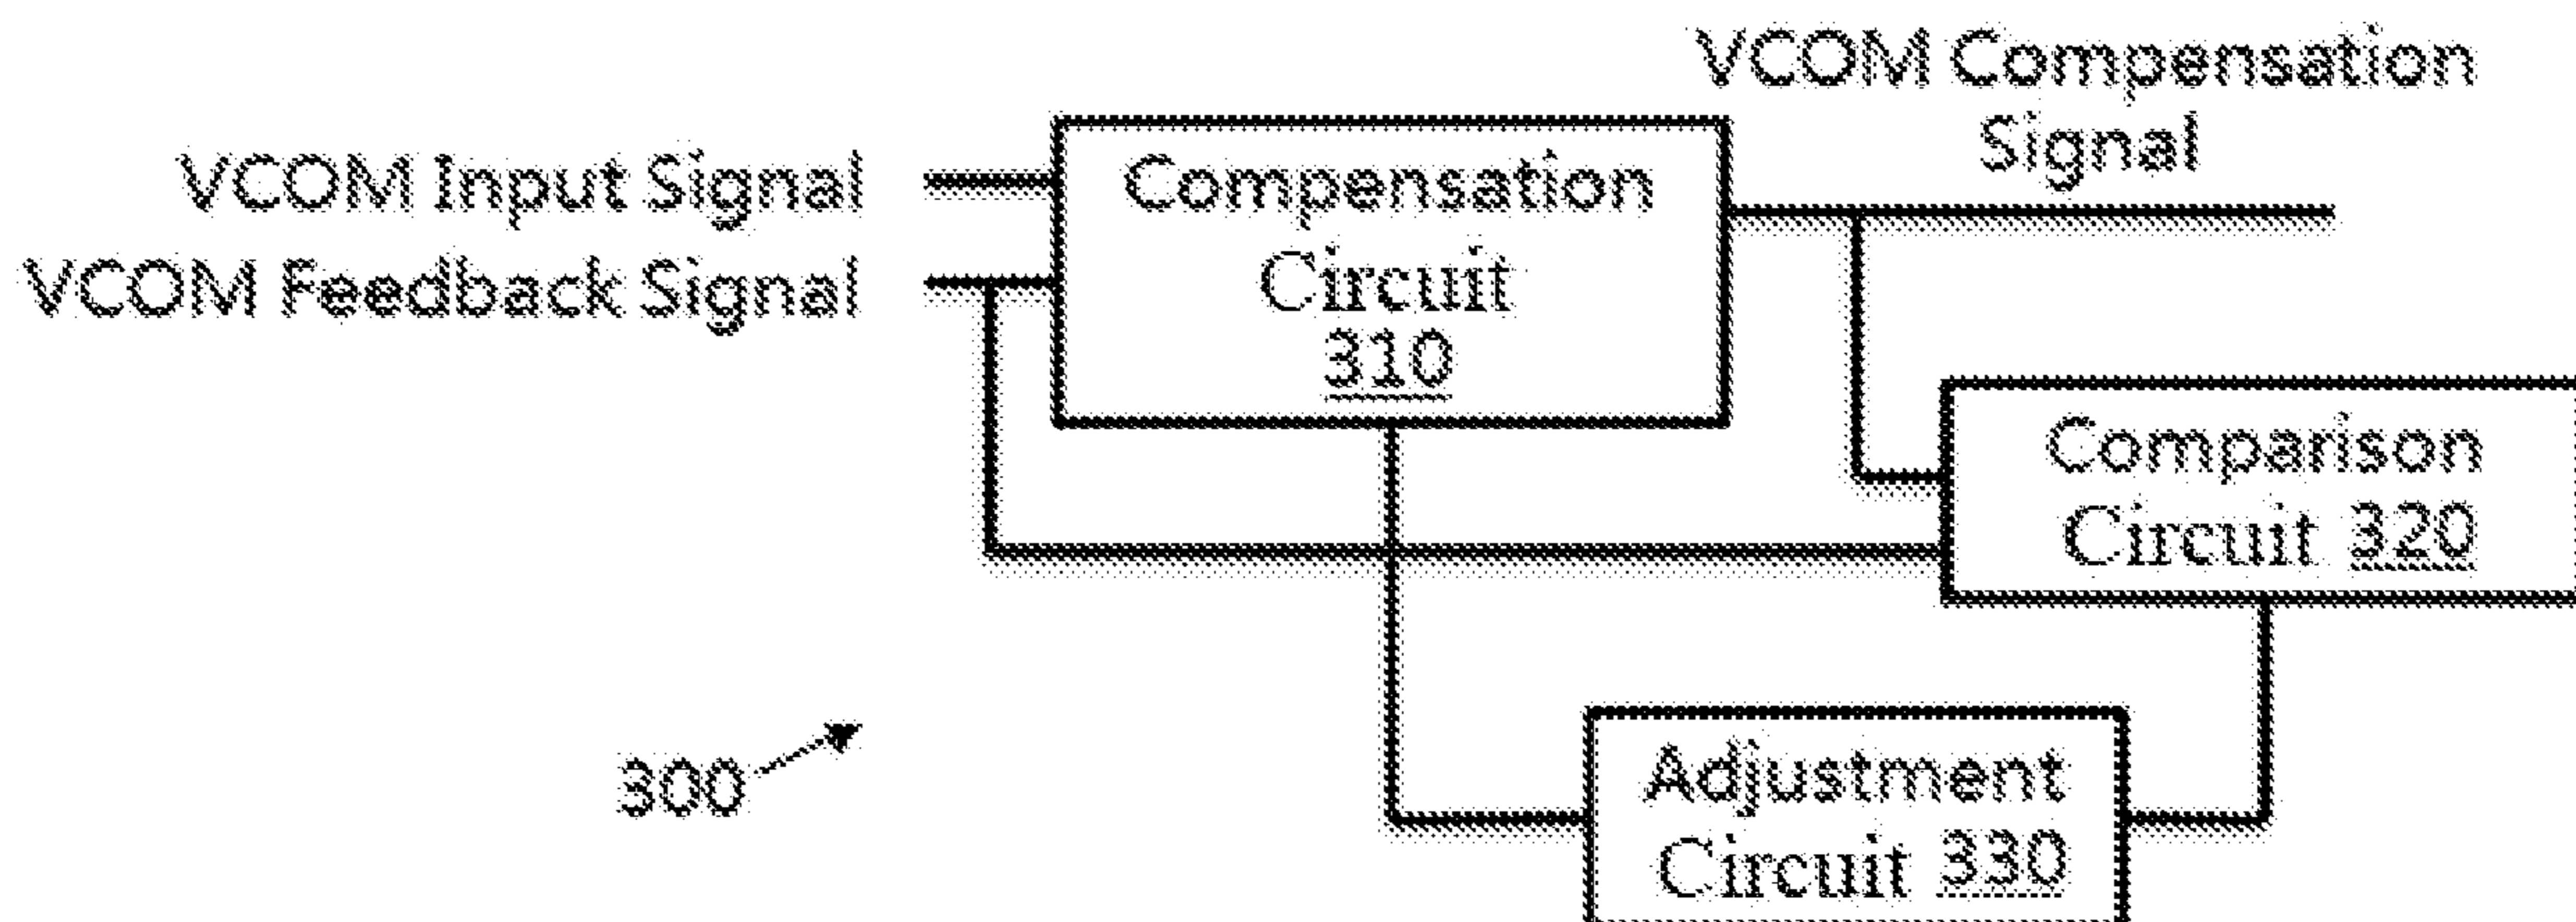 VCOM Compensation
Signal
VCOM Input Signal
VCOM Feedback Signal
Compensation
Circuit
310
Comparison
Circuit 320
300
Adjustment
Circuit 330